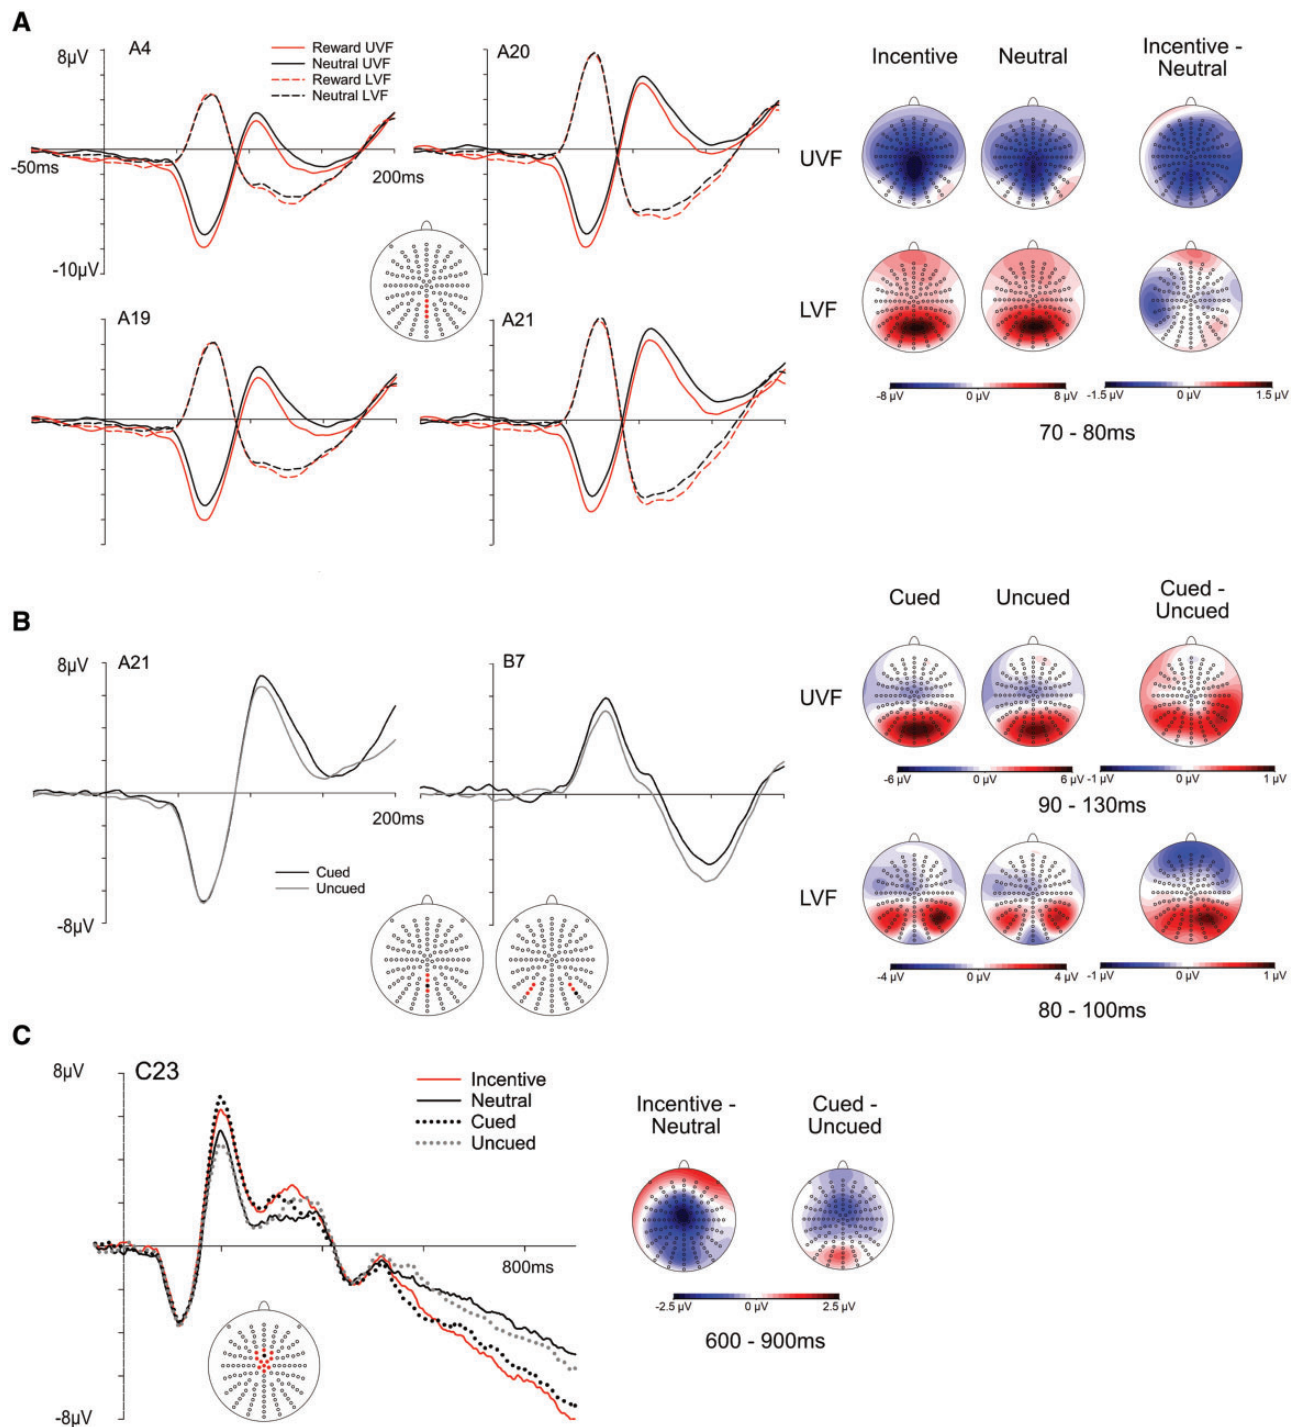 A
A4
8µV
-50ms
200ms
-10µV
Reward UVF
Neutral UVF
Reward LVF
Neutral LVF
A20
A19
A21
Incentive
Neutral
Incentive -
Neutral
UVF
LVF
-8 µV
0 µV
8 µV
-1.5 µV
0 µV
1.5 µV
70 - 80ms
B
8µV
A21
B7
200ms
Cued
Uncued
-8µV
Cued
Uncued
Cued -
Uncued
UVF
-6 µV
0 µV
6 µV
-1 µV
0 µV
1 µV
90 - 130ms
LVF
-4 µV
0 µV
4 µV
-1 µV
0 µV
1 µV
80 - 100ms
C
8µV
C23
Incentive
Neutral
Cued
Uncued
800ms
-8µV
Incentive -
Neutral
Cued -
Uncued
-2.5 µV
0 µV
2.5 µV
600 - 900ms